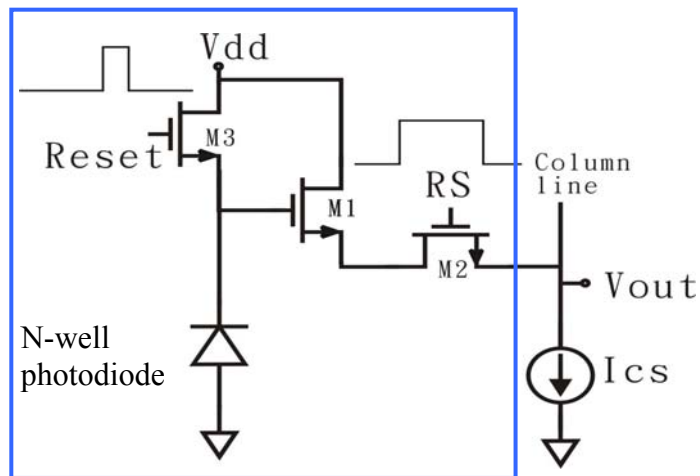 Vdd
M3
Reset
Column
line
RS
M1
M2
Vout
N-well
photodiode
Ics